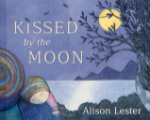 KiSSED
by the
MOON
Alison Lester